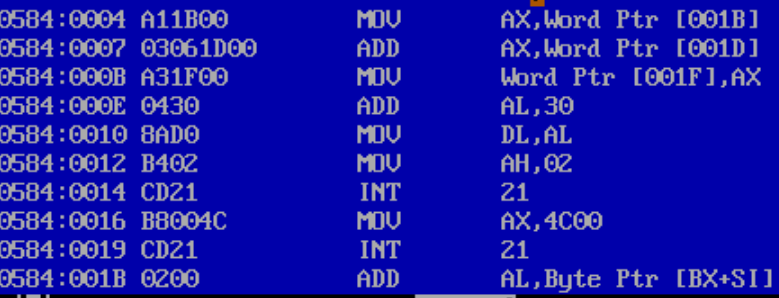 0584:0004 A11B00 MOV AX,Word Ptr [001B]
0584:0007 03061D00 ADD AX,Word Ptr [001D]
0584:000B A31F00 MOV Word Ptr [001F],AX
0584:000E 0430 ADD AL,30
0584:0010 8AD0 MOV DL,AL
0584:0012 B402 MOV AH,02
0584:0014 CD21 INT 21
0584:0016 B8004C MOV AX,4C00
0584:0019 CD21 INT 21
0584:001B 0200 ADD AL,Byte Ptr [BX+SI]